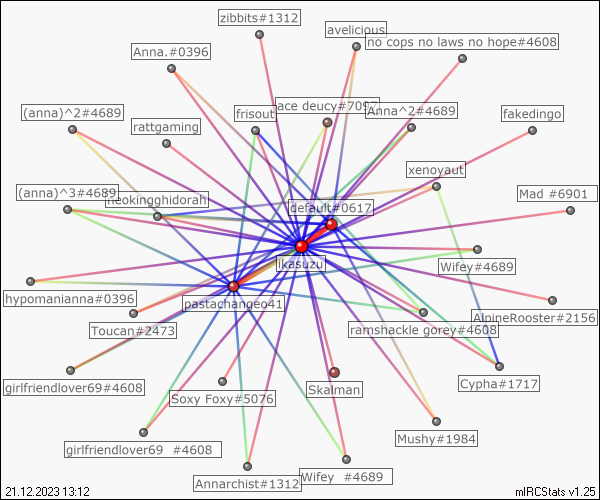 zibbits#1312
avelicious
no cops no laws no hope#4608
Anna.#0396
ace deucy#7097
(anna)^2#4689
frisout
Anna^2#4689
fakedingo
rattgaming
xenoyaut
(anna)^3#4689
neokingghidorah
Mad #6901
default#0617
ikasuzu
Wifey#4689
hypomanianna#0396
pastachangeo41
AlpineRooster#2156
Toucan#2473
ramshackle gorey#4608
girlfriendlover69#4608
Soxy Foxy#5076
Skalman
Cypha#1717
girlfriendlover69 #4608
Mushy#1984
Annarchist#1312
Wifey #4689
21.12.2023 13:12
mIRCStats v1.25